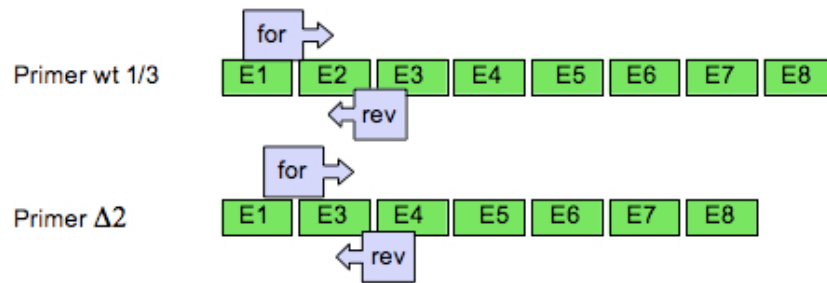 for
Primer wt 1/3 E1 E2 E3 E4 E5 E6 E7 E8
rev
for
Primer Δ2 E1 E3 E4 E5 E6 E7 E8
rev